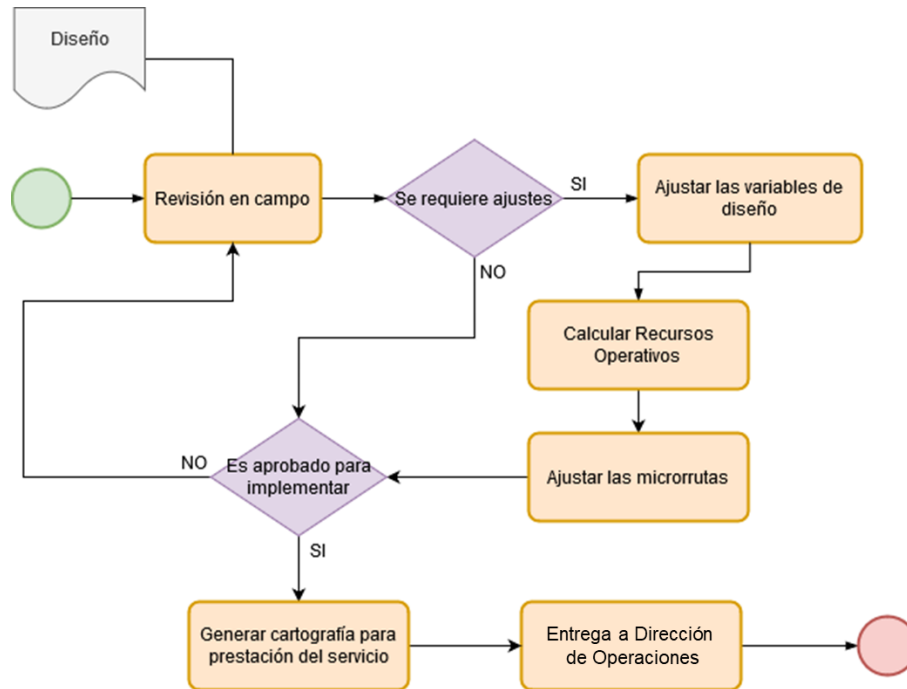 Diseño
Revisión en campo
Se requiere ajustes
SI
Ajustar las variables de
diseño
NO
Calcular Recursos
Operativos
NO
Es aprobado para
implementar
Ajustar las microrrutas
SI
Generar cartografía para
prestación del servicio
Entrega a Dirección
de Operaciones